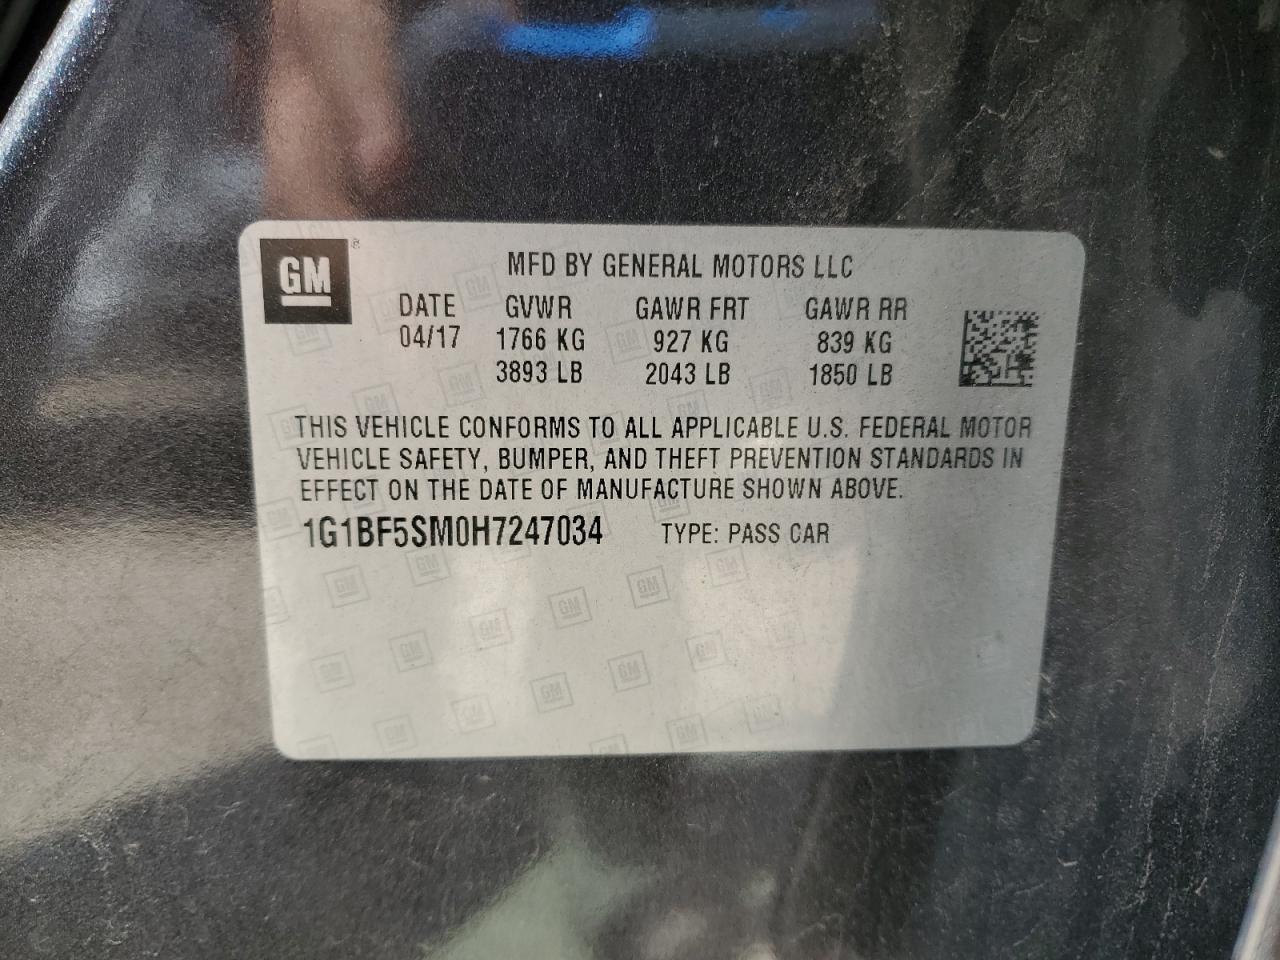 GM ®
MFD BY GENERAL MOTORS LLC
DATE GVWR GAWR FRT GAWR RR
04/17 1766 KG 927 KG 839 KG
3893 LB 2043 LB 1850 LB
THIS VEHICLE CONFORMS TO ALL APPLICABLE U.S. FEDERAL MOTOR
VEHICLE SAFETY, BUMPER, AND THEFT PREVENTION STANDARDS IN
EFFECT ON THE DATE OF MANUFACTURE SHOWN ABOVE.
1G1BF5SM0H7247034 TYPE: PASS CAR